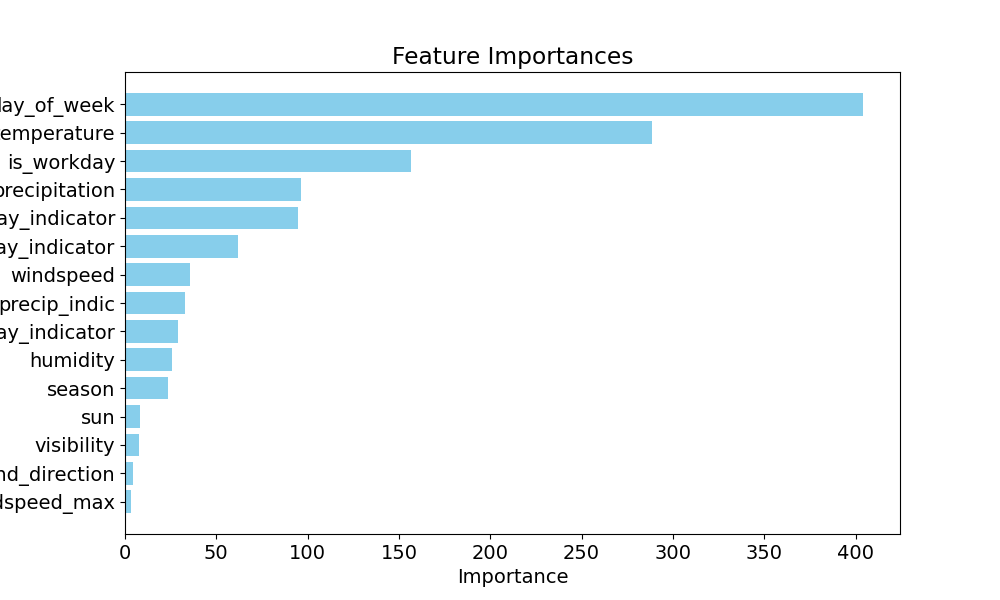 Feature Importances
ay_of_week
emperature
is_workday
precipitation
ay_indicator
ay_indicator
windspeed
precip_indic
ay_indicator
humidity
season
sun
visibility
nd_direction
dspeed_max
0 50 100 150 200 250 300 350 400
Importance